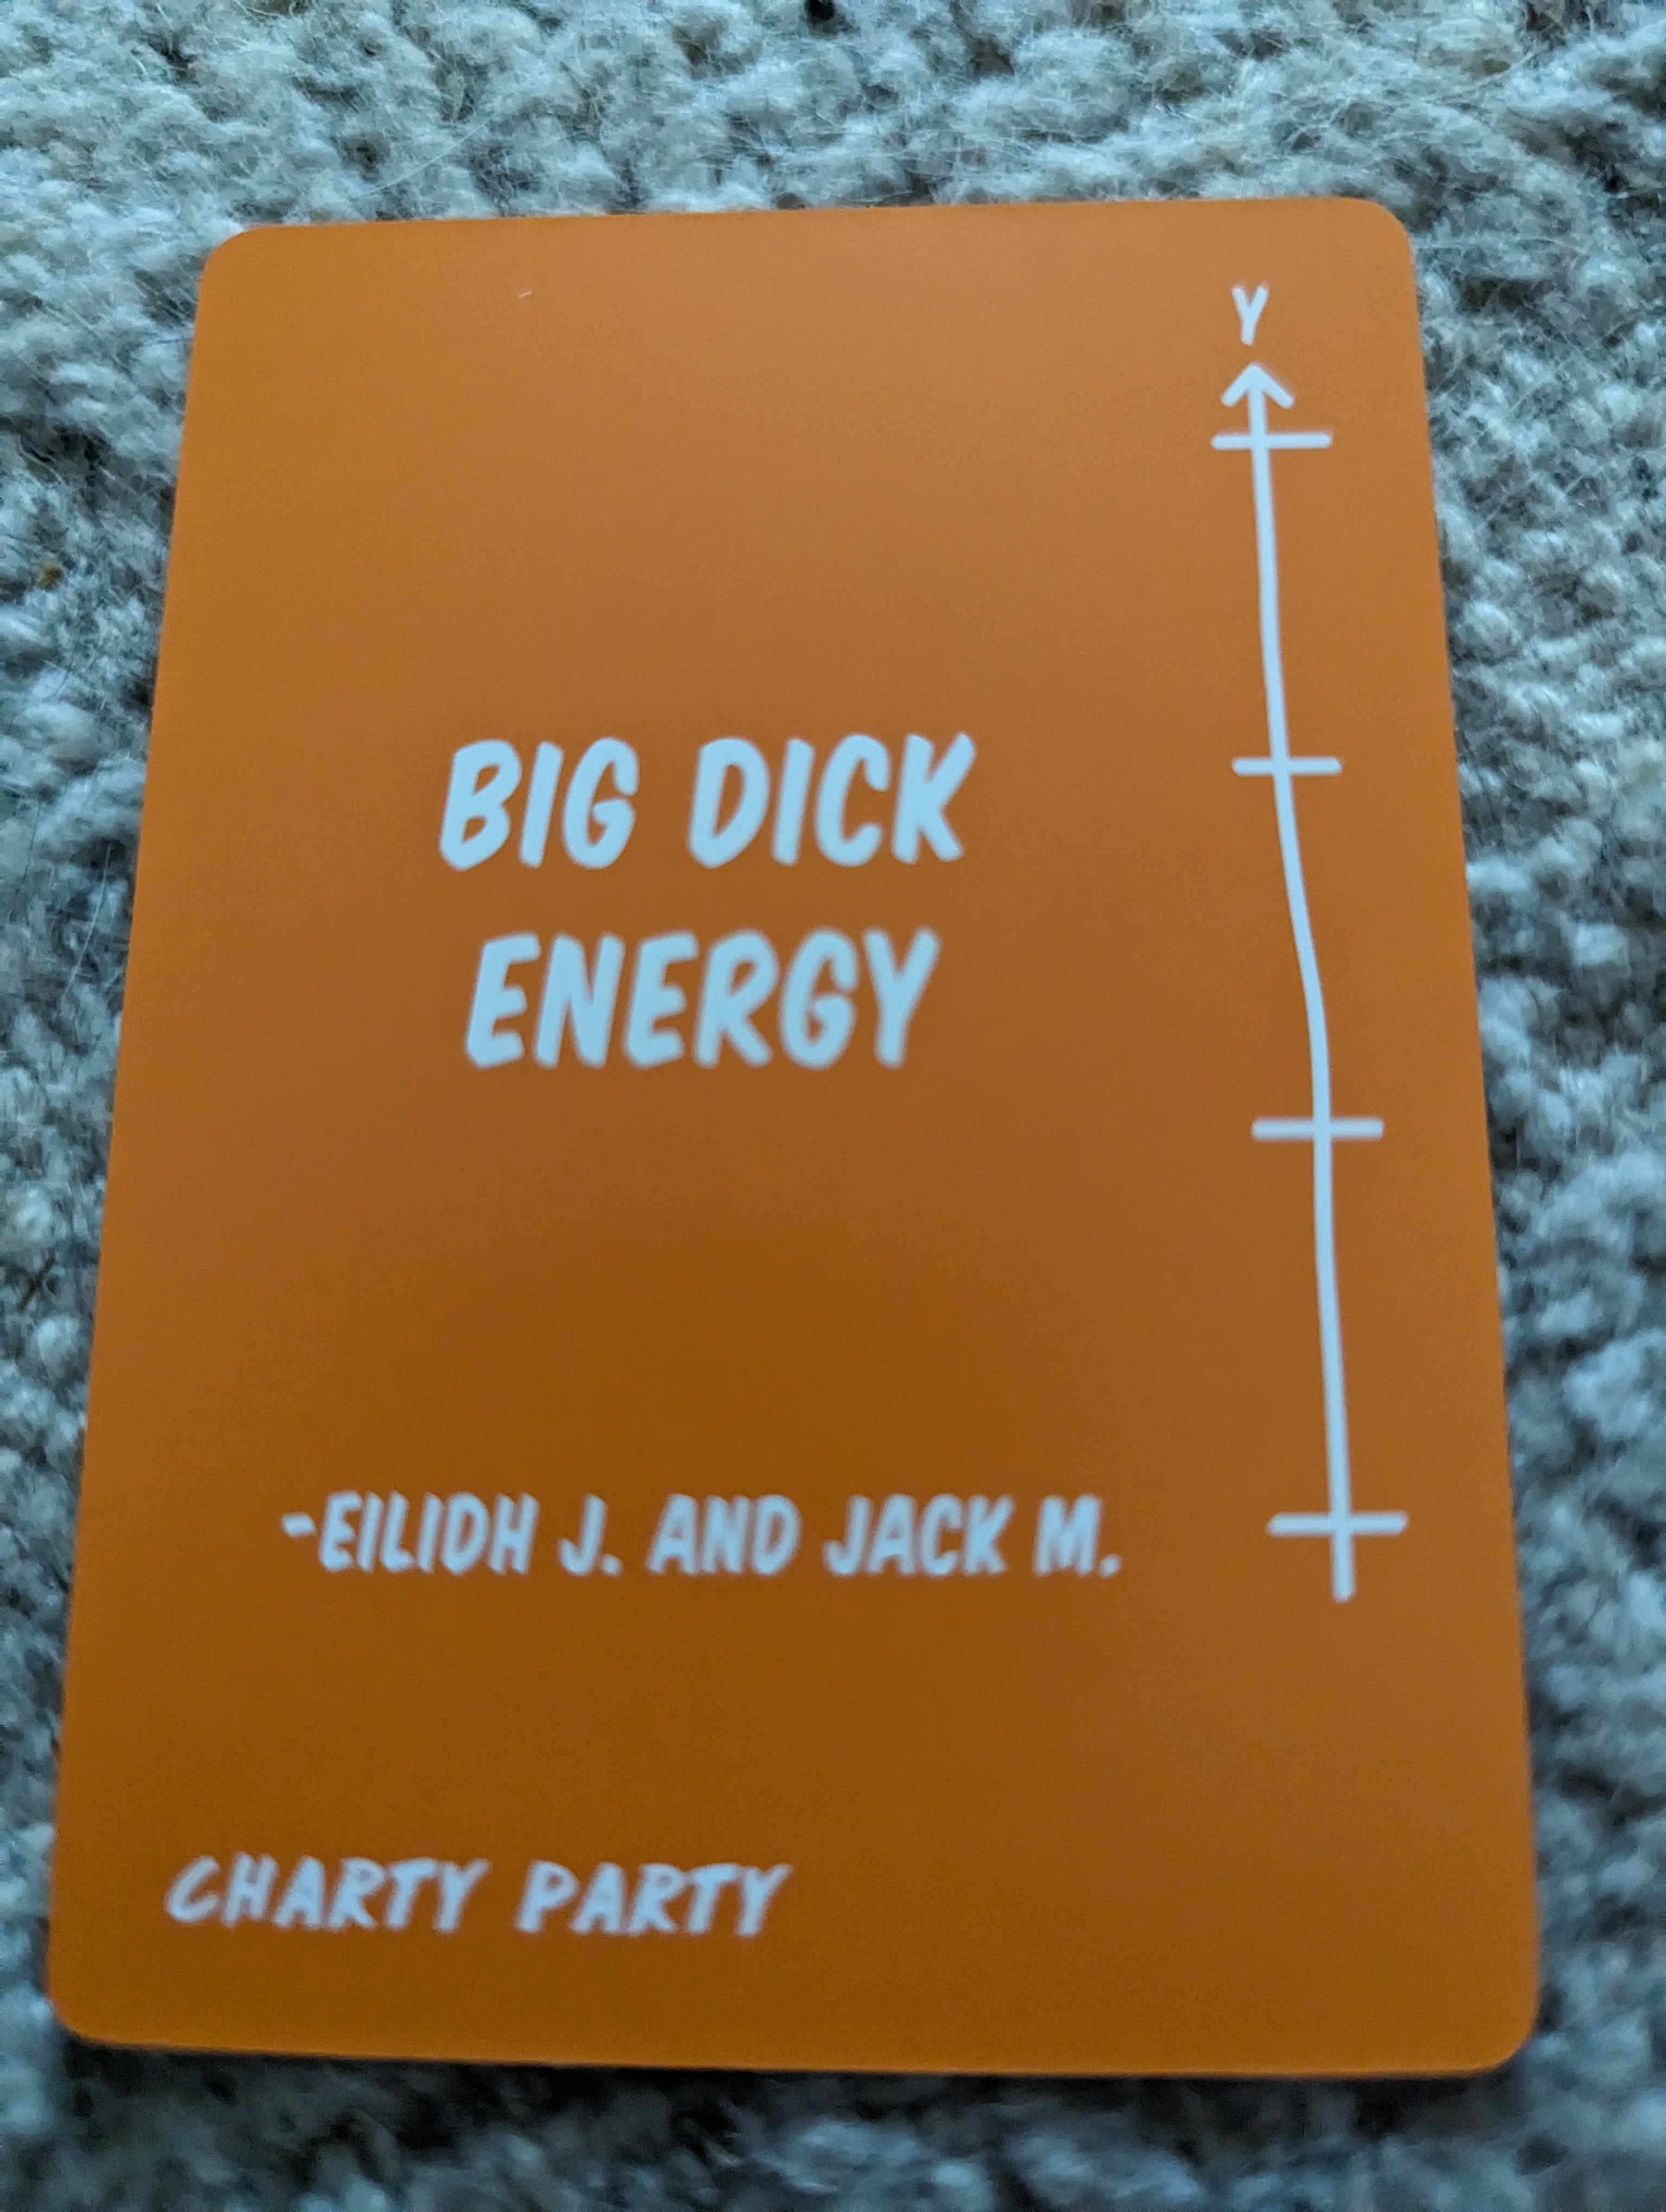 Y
BIG DICK
ENERGY
-EILIDH J. AND JACK M.
CHARTY PARTY